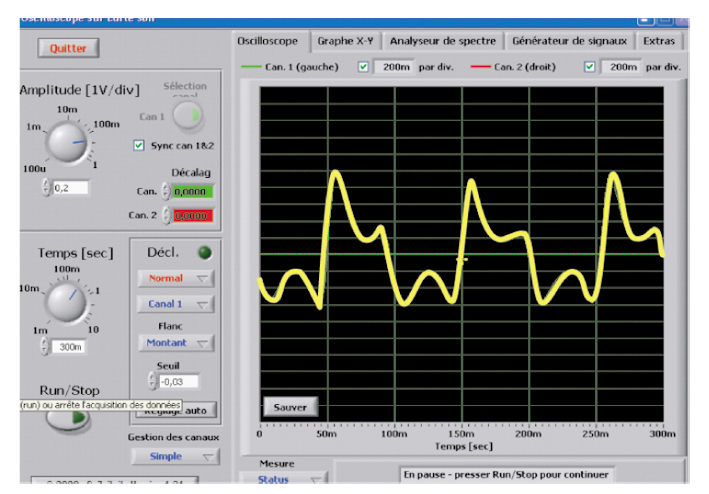 Oscilloscope sur carte son
Quitter
Oscilloscope
Graphe X-Y
Analyseur de spectre
Générateur de signaux
Extras
Can. 1 (gauche)
200m par div.
Can. 2 (droit)
200m par div.
Amplitude [1V/div]
Sélection
canal
10m
1m
100m
100u
1
0,2
Can 1
Sync can 1&2
Décalag
Can.
0,0000
Can. 2
0,0000
Temps [sec]
100m
10m
1
1m
10
300m
Décl.
Normal
Canal 1
Flanc
Montant
Seuil
-0,03
Réglage auto
Run/Stop
(run) ou arrête l'acquisition des données
Gestion des canaux
Simple
Sauver
0
50m
100m
150m
200m
250m
300m
Temps [sec]
Mesure
Status
En pause - presser Run/Stop pour continuer